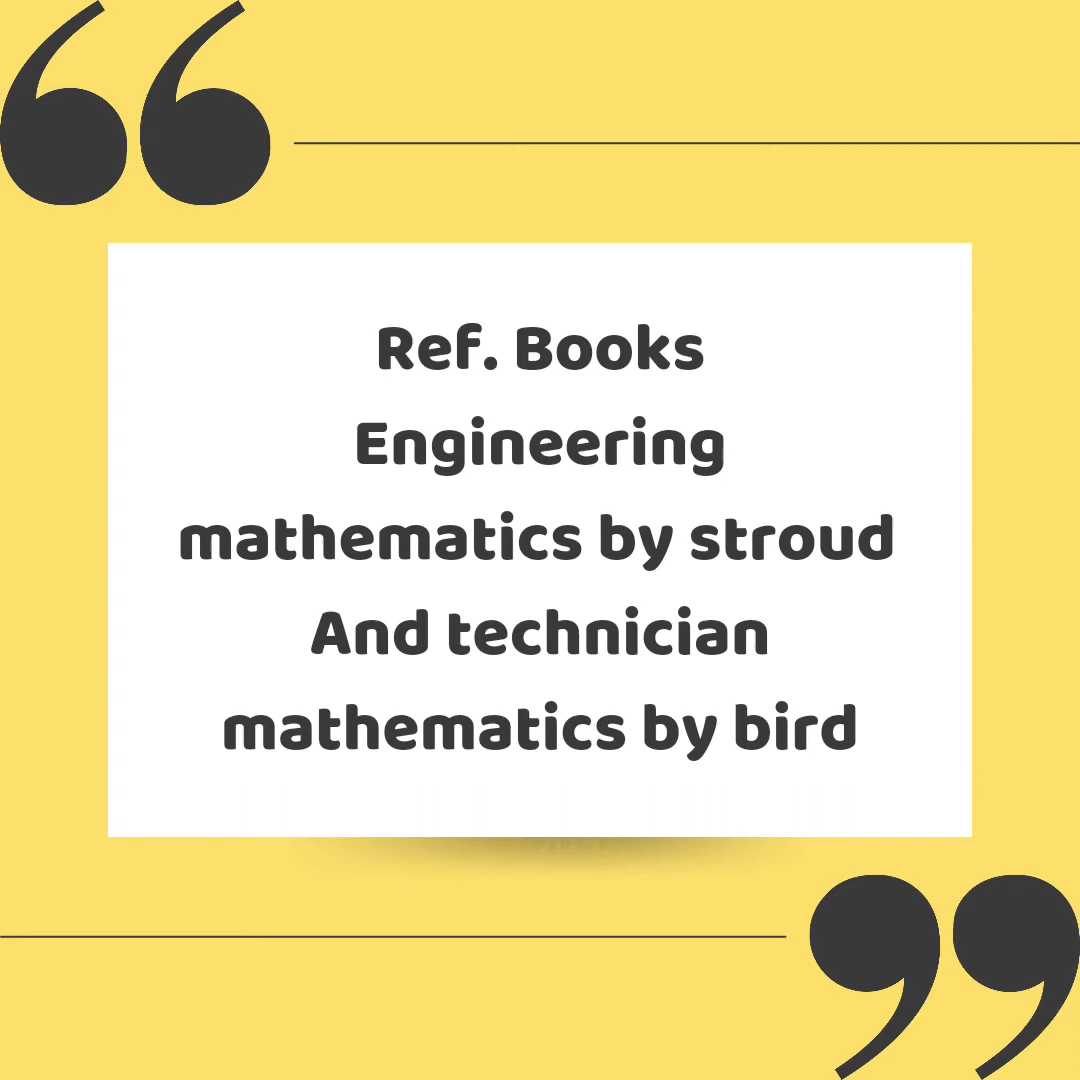 Ref. Books
Engineering
mathematics by stroud
And technician
mathematics by bird